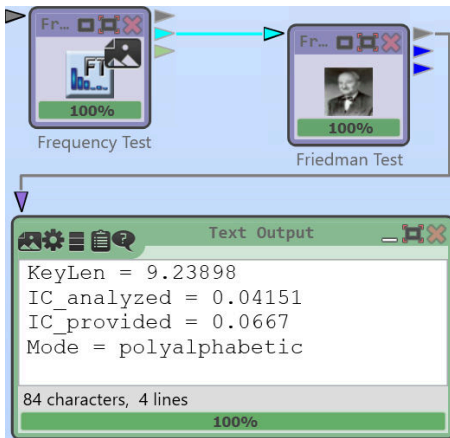 Fr...
FT
100%
Frequency Test
Fr...
100%
Friedman Test
Text Output
KeyLen = 9.23898
IC_analyzed = 0.04151
IC_provided = 0.0667
Mode = polyalphabetic
84 characters, 4 lines
100%